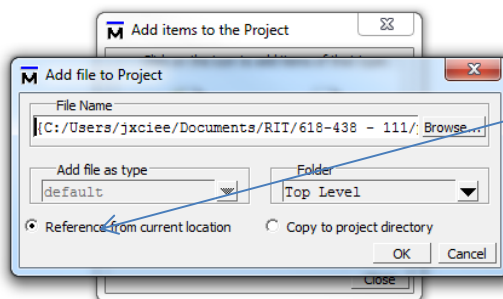 Add items to the Project
Add file to Project
File Name
{C:/Users/jxciee/Documents/RIT/618-438 - 111/
Browse...
Add file as type
Folder
default
Top Level
Reference from current location
Copy to project directory
OK
Cancel
Close